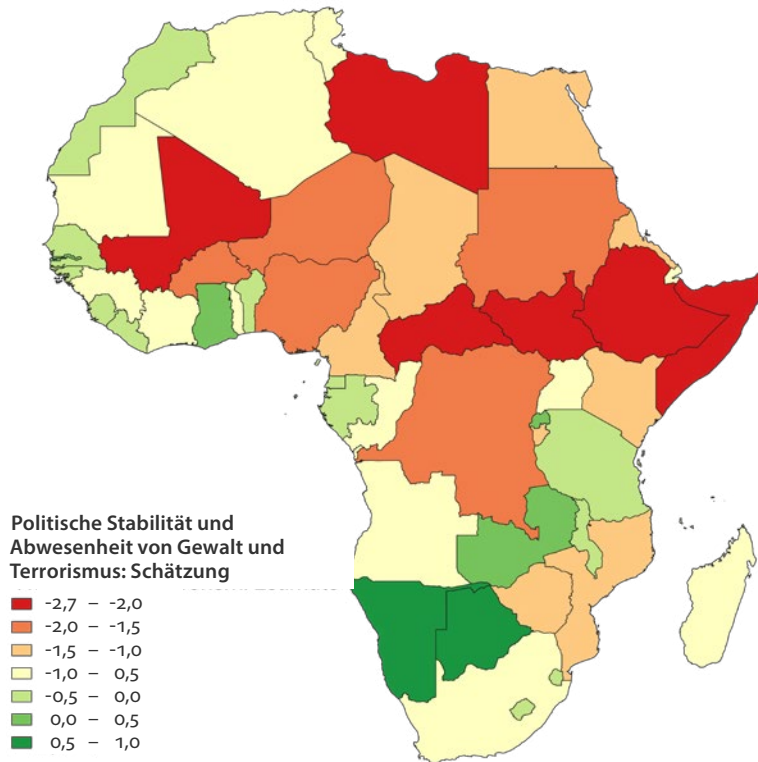 Politische Stabilität und
Abwesenheit von Gewalt und
Terrorismus: Schätzung
-2,7 – -2,0
-2,0 – -1,5
-1,5 – -1,0
-1,0 – 0,5
-0,5 – 0,0
0,0 – 0,5
0,5 – 1,0